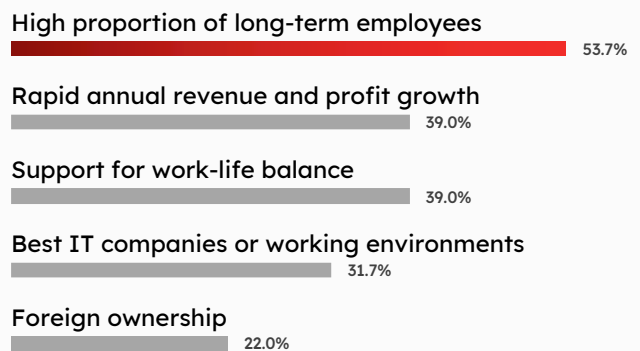 High proportion of long-term employees
53.7%
Rapid annual revenue and profit growth
39.0%
Support for work-life balance
39.0%
Best IT companies or working environments
31.7%
Foreign ownership
22.0%